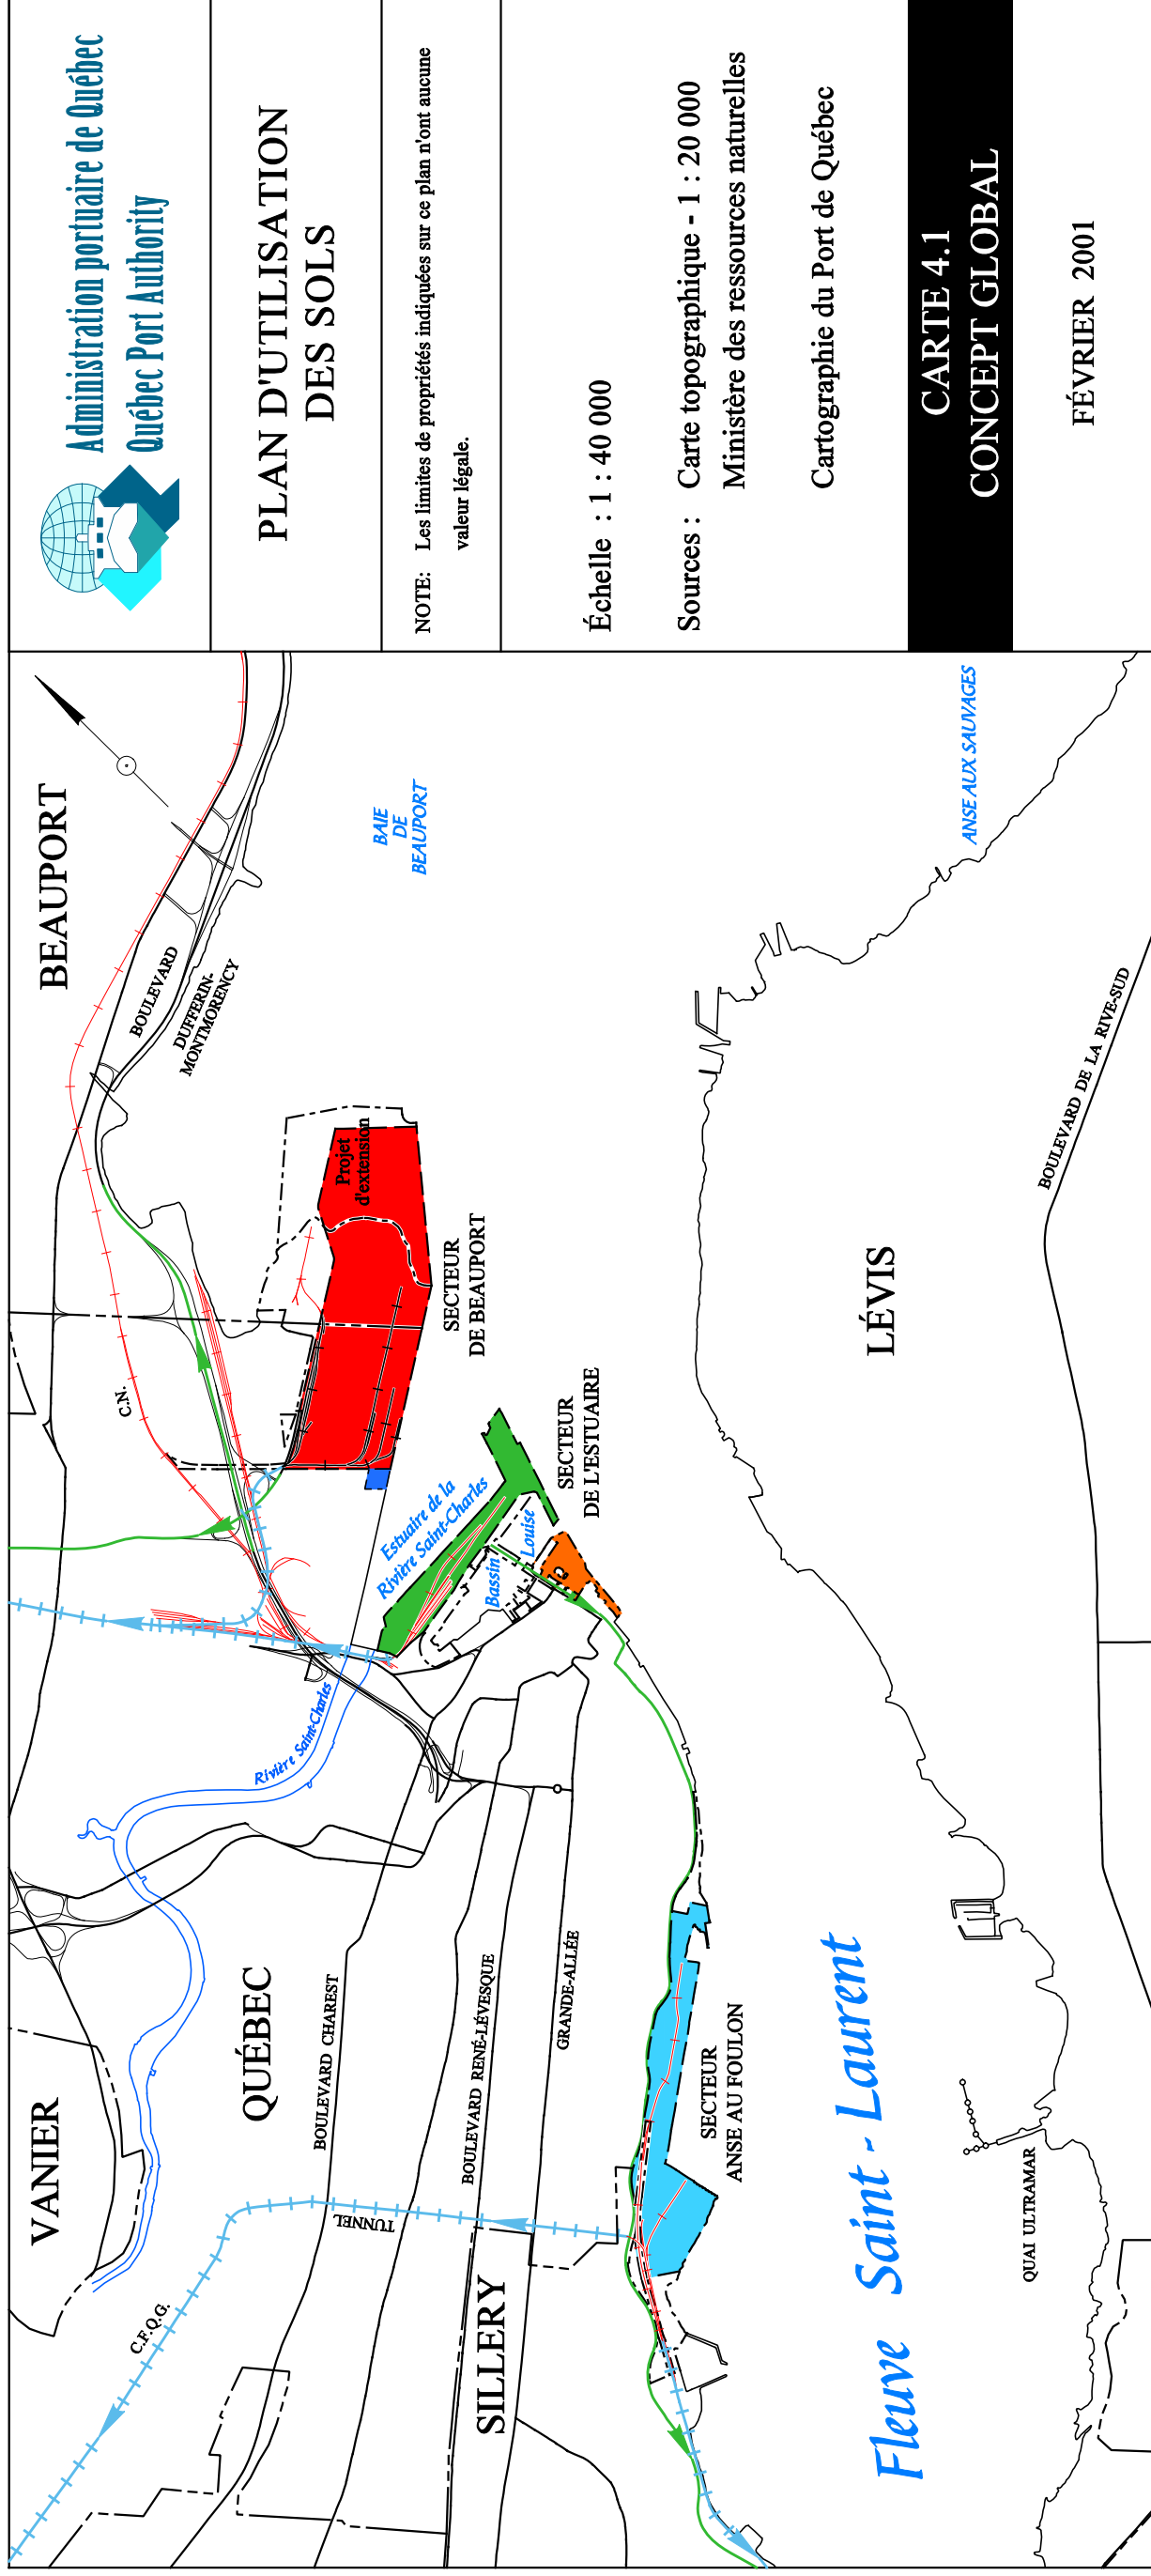 Administration portuaire de Québec
Québec Port Authority
PLAN D'UTILISATION
DES SOLS
NOTE: Les limites de propriétés indiquées sur ce plan n'ont aucune
valeur légale.
Échelle : 1 : 40 000
Sources : Carte topographique - 1 : 20 000
Ministère des ressources naturelles
Cartographie du Port de Québec
CARTE 4.1
CONCEPT GLOBAL
FÉVRIER 2001
BEAUPORT
BAIE
DE
BEAUPORT
ANSE AUX SAUVAGES
BOULEVARD
DUFFERIN-
MONTMORENCY
BOULEVARD DE LA RIVE-SUD
Projet
d'extension
SECTEUR
DE BEAUPORT
LÉVIS
C.N.
SECTEUR
DE L'ESTUAIRE
Estuaire de la
Rivière Saint-Charles
Bassin
Louise
Rivière Saint-Charles
VANIER
QUÉBEC
BOULEVARD CHAREST
BOULEVARD RENÉ-LÉVESQUE
GRANDE-ALLÉE
SECTEUR
ANSE AU FOULON
Fleuve Saint - Laurent
QUAI ULTRAMAR
TUNNEL
C.F.Q.G.
SILLERY